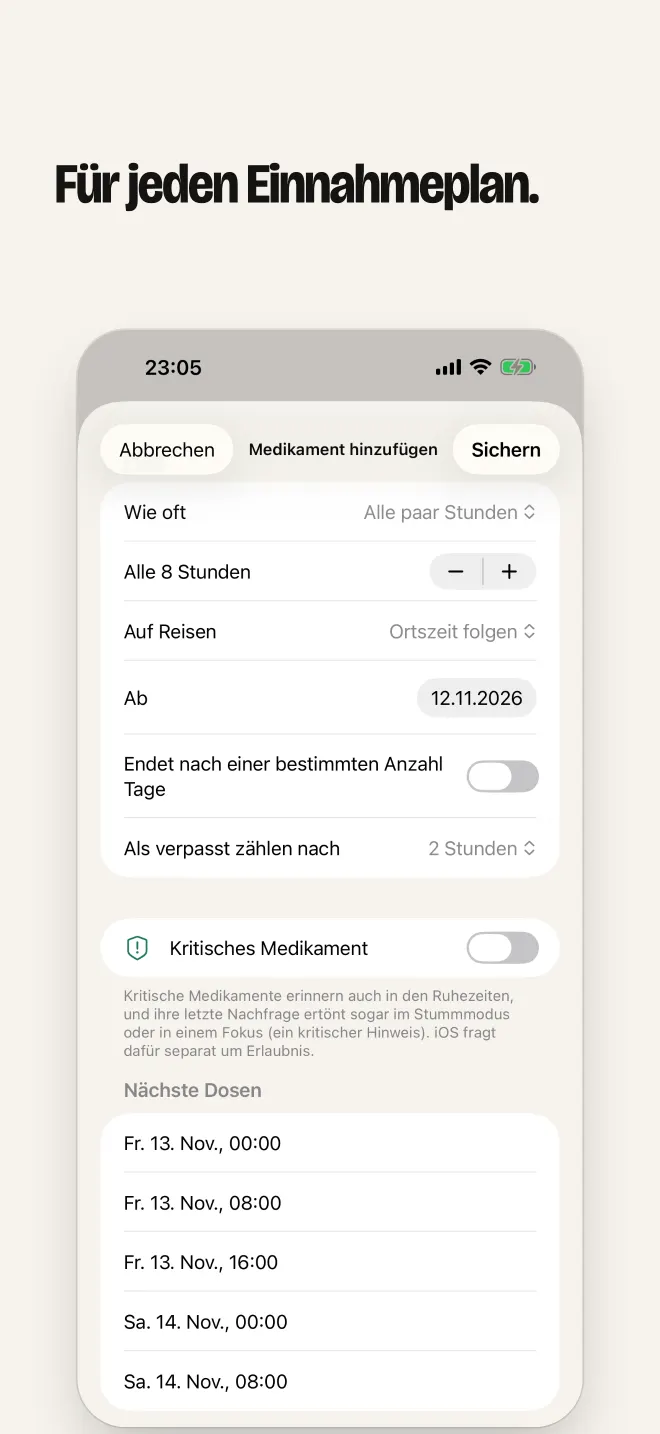 Für jeden Einnahmeplan.
23:05
Abbrechen Medikament hinzufügen Sichern
Wie oft Alle paar Stunden
Alle 8 Stunden − +
Auf Reisen Ortszeit folgen
Ab 12.11.2026
Endet nach einer bestimmten Anzahl
Tage
Als verpasst zählen nach 2 Stunden
Kritisches Medikament
Kritische Medikamente erinnern auch in den Ruhezeiten,
und ihre letzte Nachfrage ertönt sogar im Stummmodus
oder in einem Fokus (ein kritischer Hinweis). iOS fragt
dafür separat um Erlaubnis.
Nächste Dosen
Fr. 13. Nov., 00:00
Fr. 13. Nov., 08:00
Fr. 13. Nov., 16:00
Sa. 14. Nov., 00:00
Sa. 14. Nov., 08:00